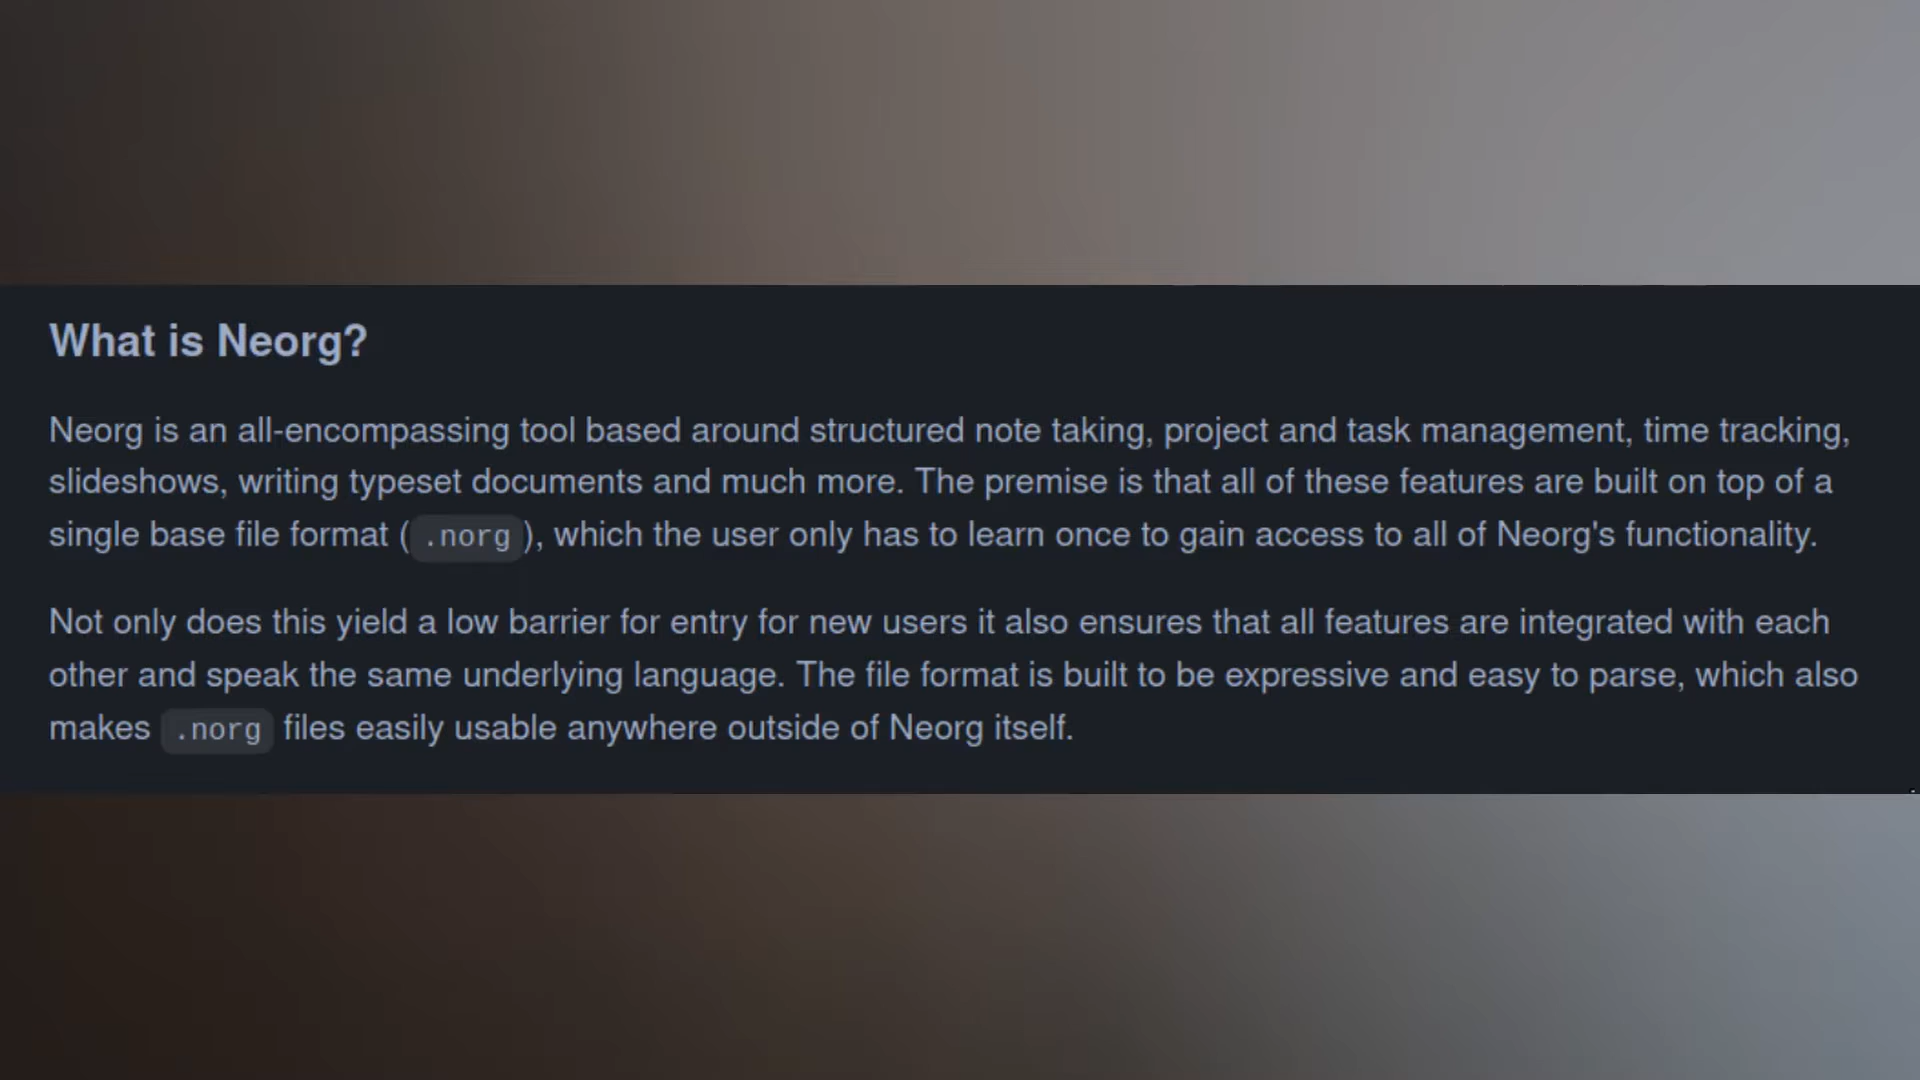 What is Neorg?
Neorg is an all-encompassing tool based around structured note taking, project and task management, time tracking,
slideshows, writing typeset documents and much more. The premise is that all of these features are built on top of a
single base file format ( .norg ), which the user only has to learn once to gain access to all of Neorg's functionality.
Not only does this yield a low barrier for entry for new users it also ensures that all features are integrated with each
other and speak the same underlying language. The file format is built to be expressive and easy to parse, which also
makes .norg files easily usable anywhere outside of Neorg itself.